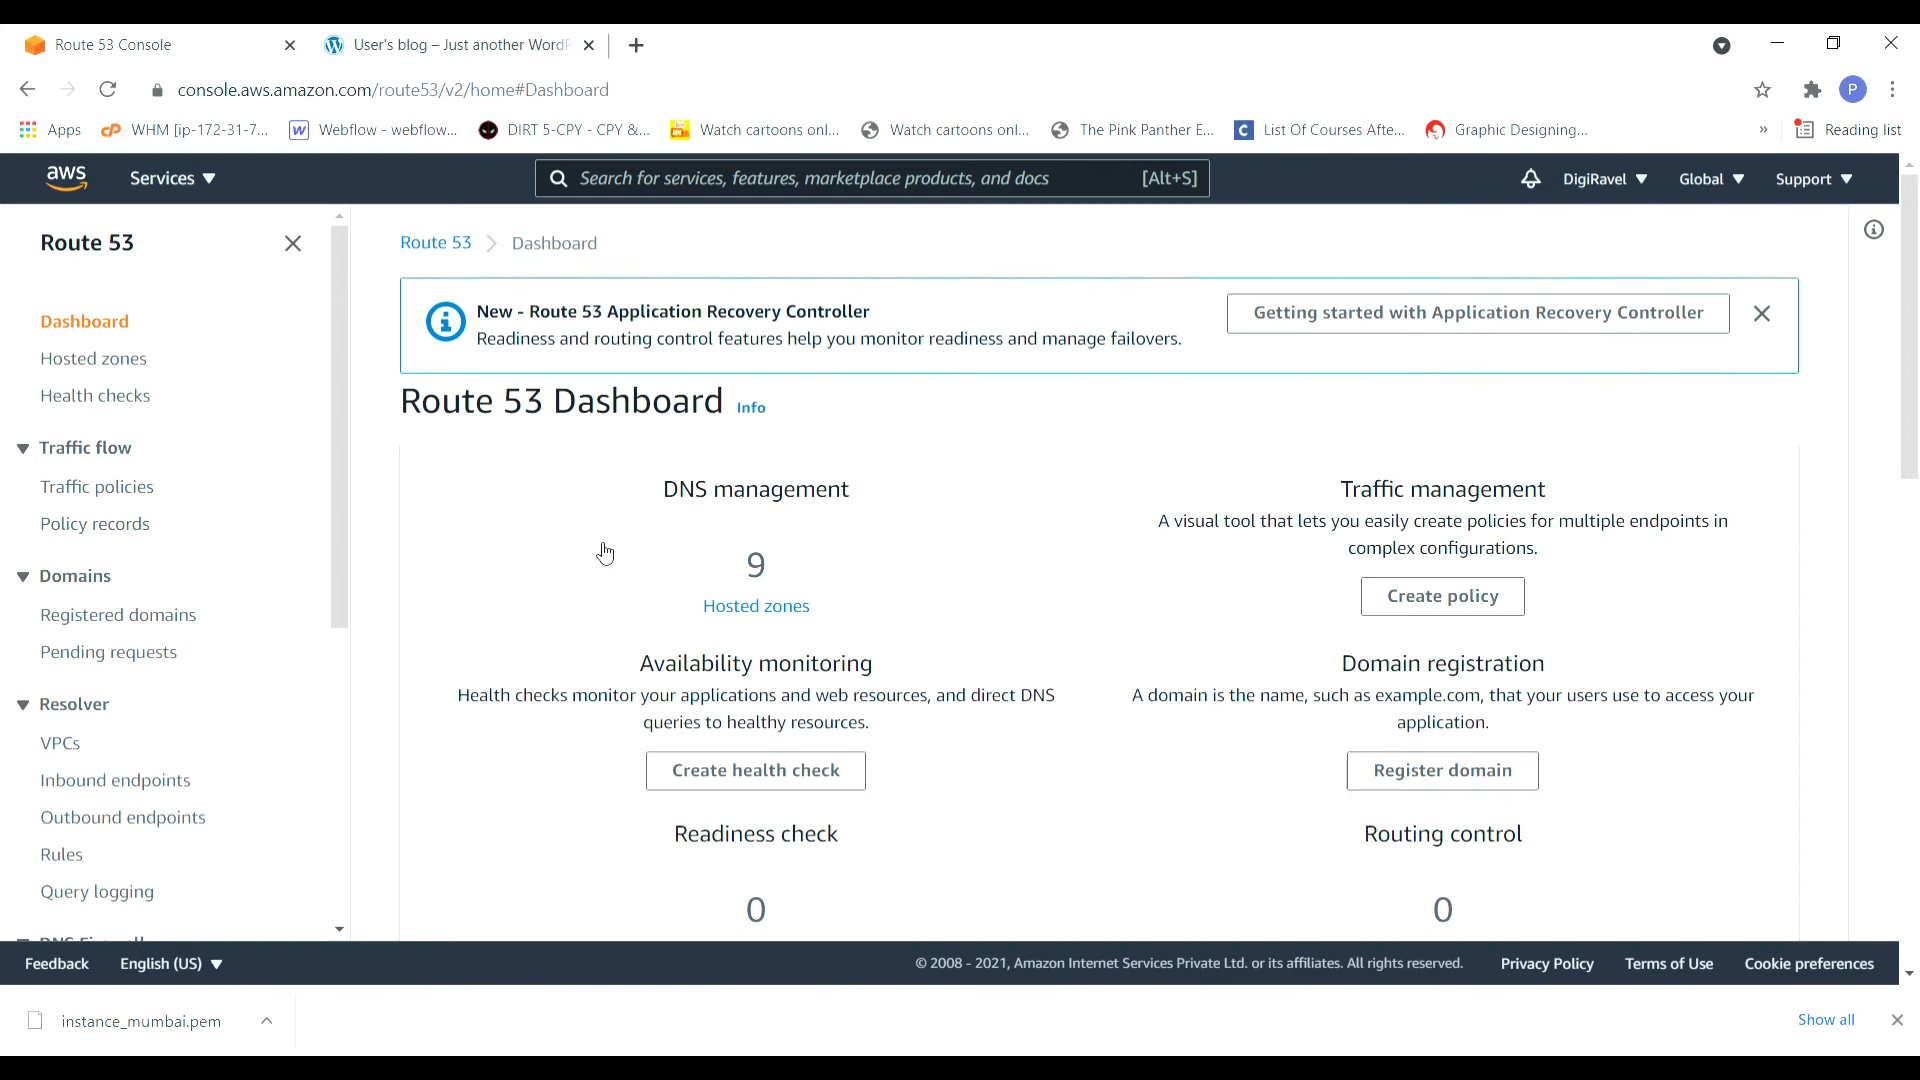 Route 53 Console
User's blog – Just another WordP
console.aws.amazon.com/route53/v2/home#Dashboard
P
Apps
WHM [ip-172-31-7...
Webflow - webflow...
DIRT 5-CPY - CPY &...
Watch cartoons onl...
Watch cartoons onl...
The Pink Panther E...
List Of Courses Afte...
Graphic Designing...
»
Reading list
aws
Services
Search for services, features, marketplace products, and docs
[Alt+S]
DigiRavel
Global
Support
Route 53
Dashboard
Hosted zones
Health checks
Traffic flow
Traffic policies
Policy records
Domains
Registered domains
Pending requests
Resolver
VPCs
Inbound endpoints
Outbound endpoints
Rules
Query logging
Route 53
Dashboard
New - Route 53 Application Recovery Controller
Readiness and routing control features help you monitor readiness and manage failovers.
Getting started with Application Recovery Controller
Route 53 Dashboard Info
DNS management
9
Hosted zones
Traffic management
A visual tool that lets you easily create policies for multiple endpoints in
complex configurations.
Create policy
Availability monitoring
Health checks monitor your applications and web resources, and direct DNS
queries to healthy resources.
Create health check
Domain registration
A domain is the name, such as example.com, that your users use to access your
application.
Register domain
Readiness check
0
Routing control
0
Feedback
English (US)
© 2008 - 2021, Amazon Internet Services Private Ltd. or its affiliates. All rights reserved.
Privacy Policy
Terms of Use
Cookie preferences
instance_mumbai.pem
Show all